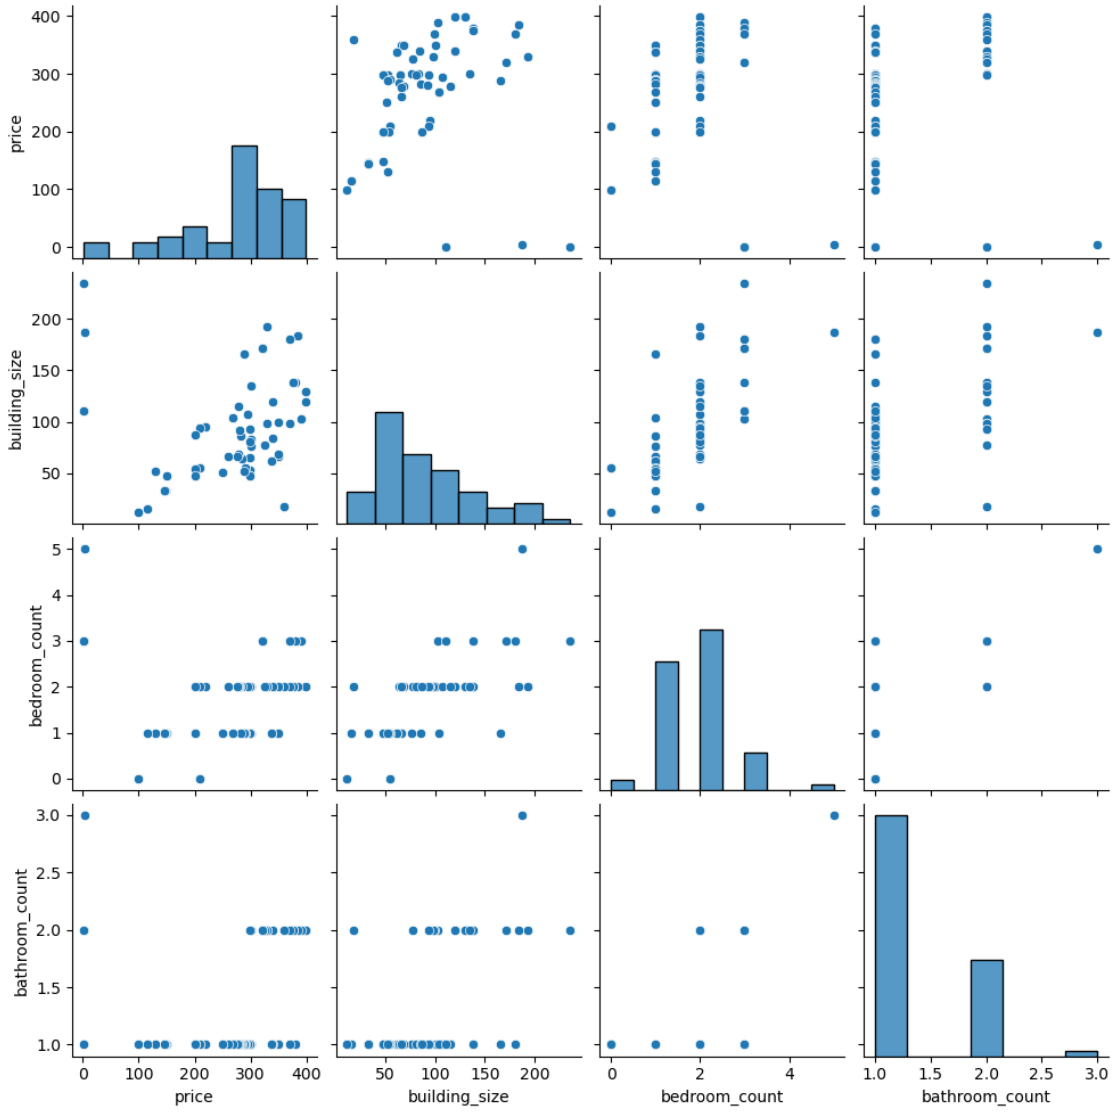 400
300
200
100
0
price
200
150
100
50
building_size
5
4
3
2
1
0
bedroom_count
3.0
2.5
2.0
1.5
1.0
bathroom_count
0 100 200 300 400
50 100 150 200
0 2 4
1.0 1.5 2.0 2.5 3.0
price building_size bedroom_count bathroom_count